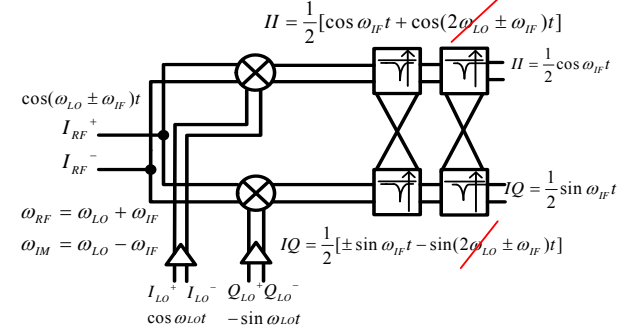 II = 1/2[cos ω_IF t + cos(2ω_LO ± ω_IF)t]
II = 1/2 cos ω_IF t
cos(ω_LO ± ω_IF)t
I_RF⁺
I_RF⁻
IQ = 1/2 sin ω_IF t
ω_RF = ω_LO + ω_IF
ω_IM = ω_LO − ω_IF
IQ = 1/2[± sin ω_IF t − sin(2ω_LO ± ω_IF)t]
I_LO⁺ I_LO⁻ Q_LO⁺ Q_LO⁻
cos ω_LO t − sin ω_LO t